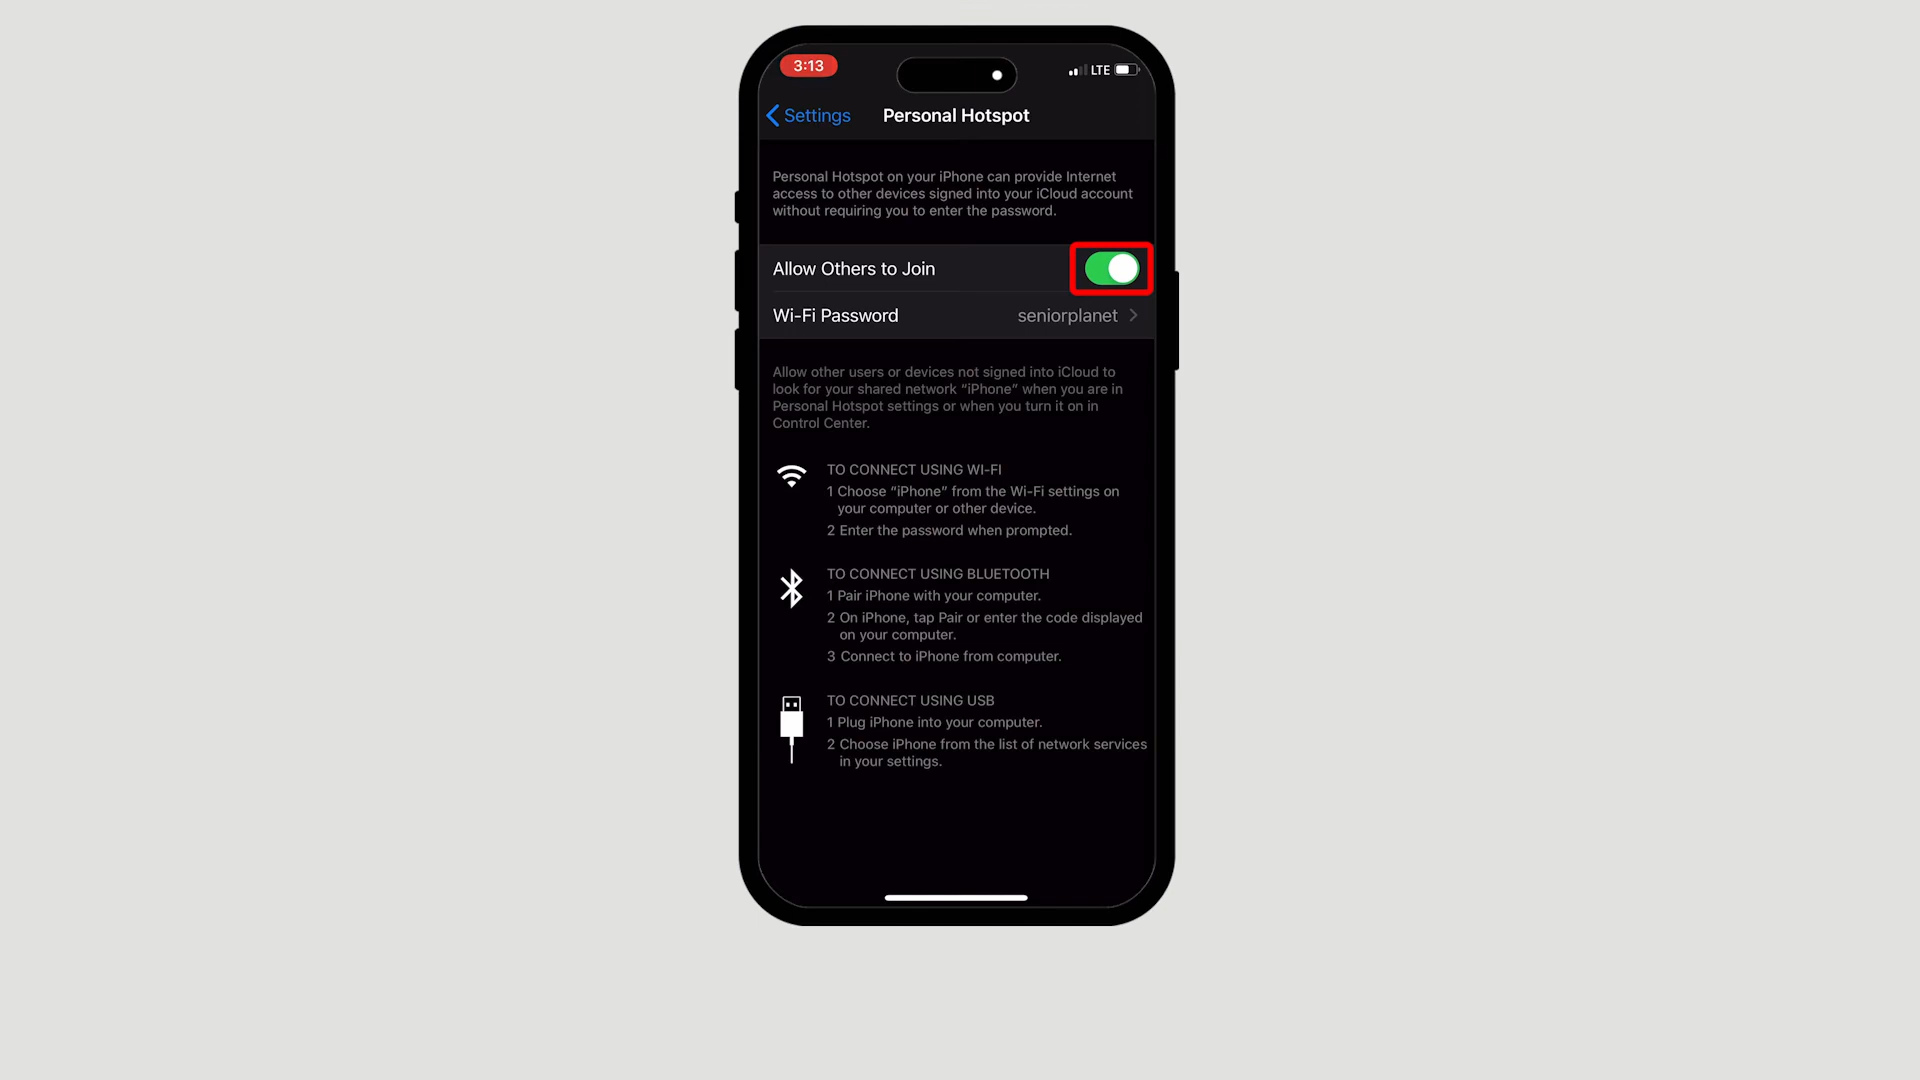 3:13
LTE
Settings
Personal Hotspot
Personal Hotspot on your iPhone can provide Internet
access to other devices signed into your iCloud account
without requiring you to enter the password.
Allow Others to Join
Wi-Fi Password seniorplanet
Allow other users or devices not signed into iCloud to
look for your shared network “iPhone” when you are in
Personal Hotspot settings or when you turn it on in
Control Center.
TO CONNECT USING WI-FI
1 Choose “iPhone” from the Wi-Fi settings on
your computer or other device.
2 Enter the password when prompted.
TO CONNECT USING BLUETOOTH
1 Pair iPhone with your computer.
2 On iPhone, tap Pair or enter the code displayed
on your computer.
3 Connect to iPhone from computer.
TO CONNECT USING USB
1 Plug iPhone into your computer.
2 Choose iPhone from the list of network services
in your settings.